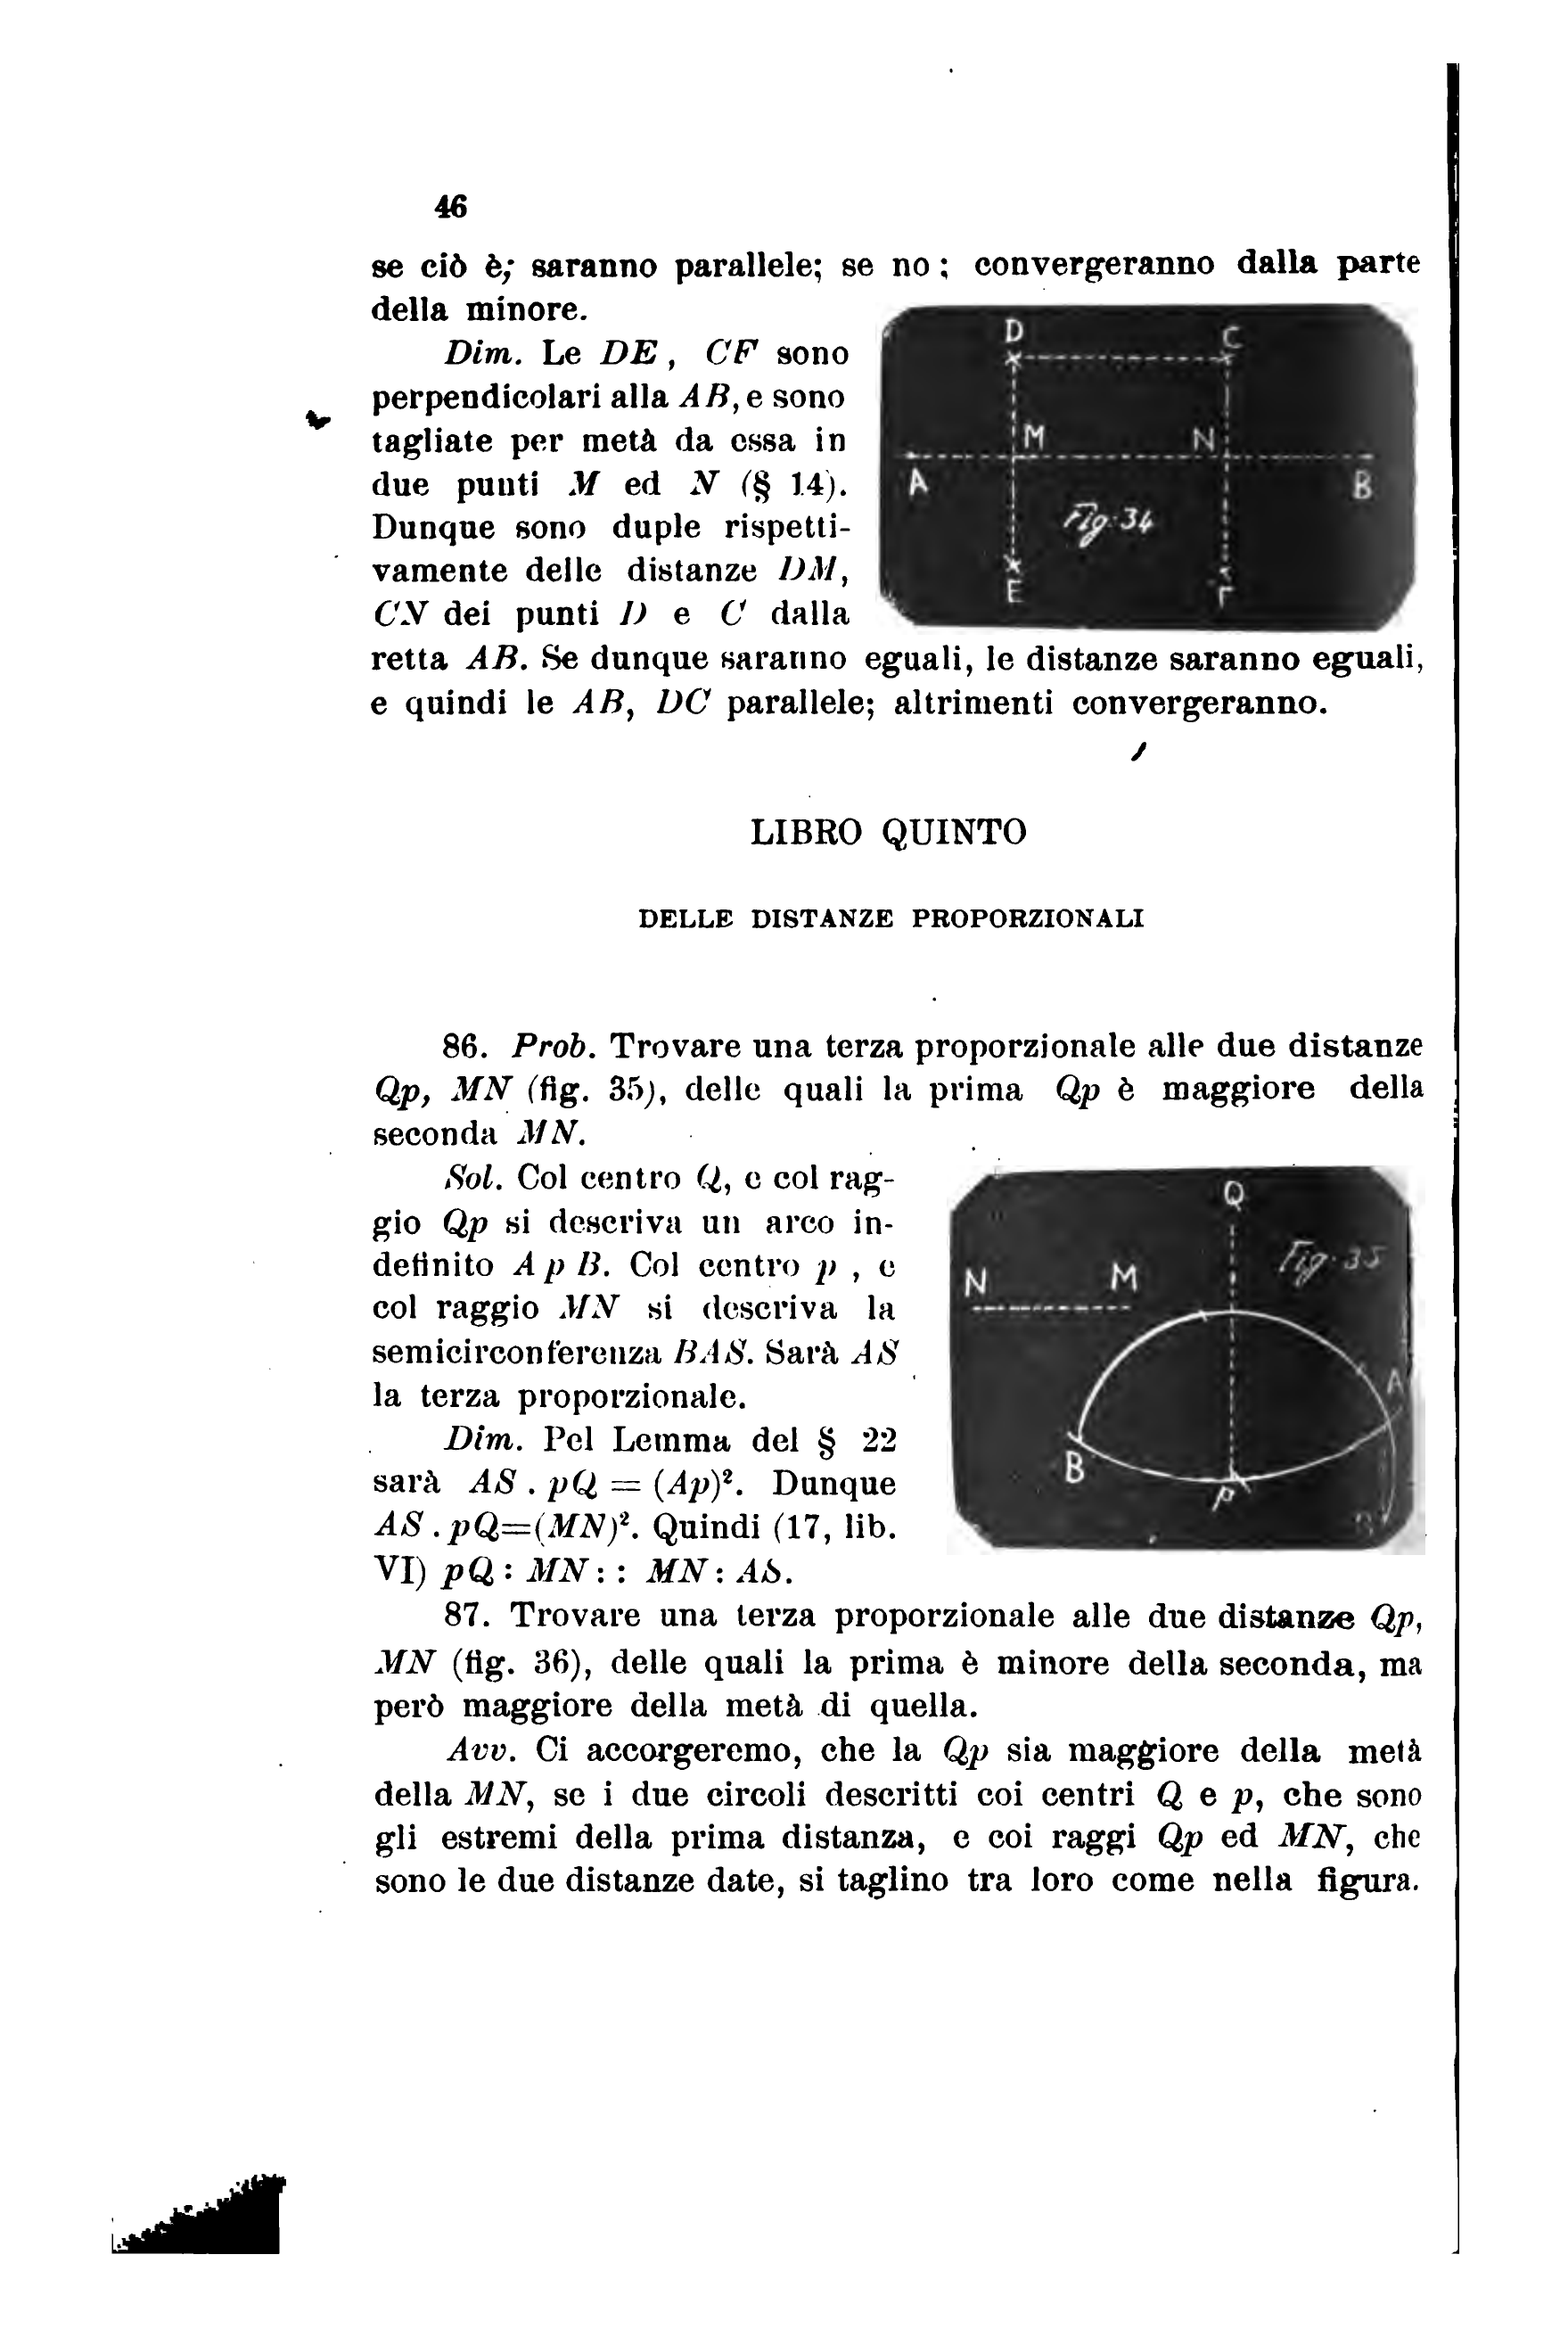 46
se ciò è; saranno parallele; se no; convergeranno dalla parte
della minore.
Dim. Le DE, CF sono
perpendicolari alla AB, e sono
tagliate per metà da essa in
due punti M ed N (§ 14).
Dunque sono duple rispetti-
vamente delle distanze DM,
CN dei punti D e C dalla
D
C
M
N
A
B
Fig. 34
E
F
retta AB. Se dunque saranno eguali, le distanze saranno eguali,
e quindi le AB, DC parallele; altrimenti convergeranno.
LIBRO QUINTO
DELLE DISTANZE PROPORZIONALI
86. Prob. Trovare una terza proporzionale alle due distanze
Qp, MN (fig. 35), delle quali la prima Qp è maggiore della
seconda MN.
Sol. Col centro Q, e col rag-
gio Qp si descriva un arco in-
definito A p B. Col centro p, e
col raggio MN si descriva la
semicirconferenza BAS. Sarà AS
la terza proporzionale.
Dim. Pel Lemma del § 22
sarà AS . pQ = (Ap)². Dunque
AS . pQ=(MN)². Quindi (17, lib.
VI) pQ : MN : : MN : AS.
Q
Fig. 35
N
M
A
B
P
87. Trovare una terza proporzionale alle due distanze Qp,
MN (fig. 36), delle quali la prima è minore della seconda, ma
però maggiore della metà di quella.
Avv. Ci accorgeremo, che la Qp sia maggiore della metà
della MN, se i due circoli descritti coi centri Q e p, che sono
gli estremi della prima distanza, e coi raggi Qp ed MN, che
sono le due distanze date, si taglino tra loro come nella figura.